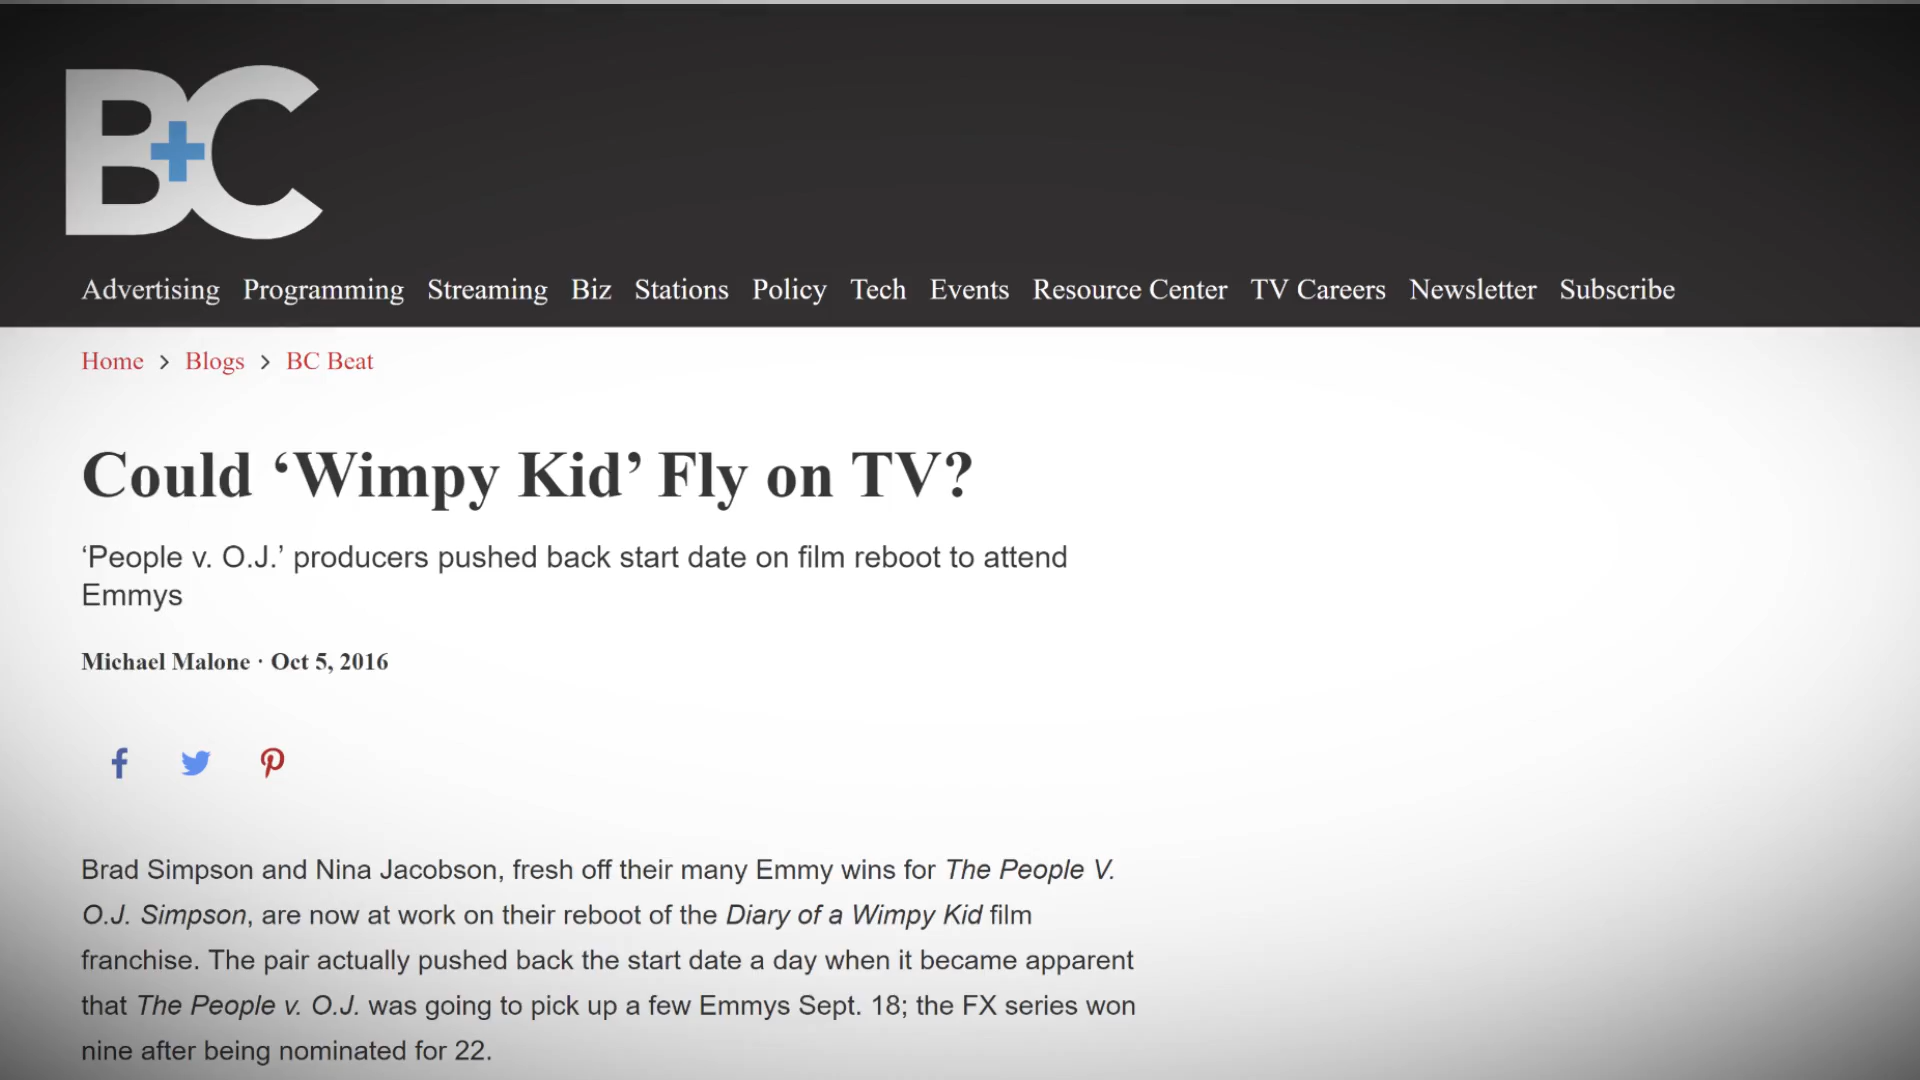 B+C
Advertising Programming Streaming Biz Stations Policy Tech Events Resource Center TV Careers Newsletter Subscribe
Home > Blogs > BC Beat
Could ‘Wimpy Kid’ Fly on TV?
‘People v. O.J.’ producers pushed back start date on film reboot to attend
Emmys
Michael Malone · Oct 5, 2016
Brad Simpson and Nina Jacobson, fresh off their many Emmy wins for The People V.
O.J. Simpson, are now at work on their reboot of the Diary of a Wimpy Kid film
franchise. The pair actually pushed back the start date a day when it became apparent
that The People v. O.J. was going to pick up a few Emmys Sept. 18; the FX series won
nine after being nominated for 22.